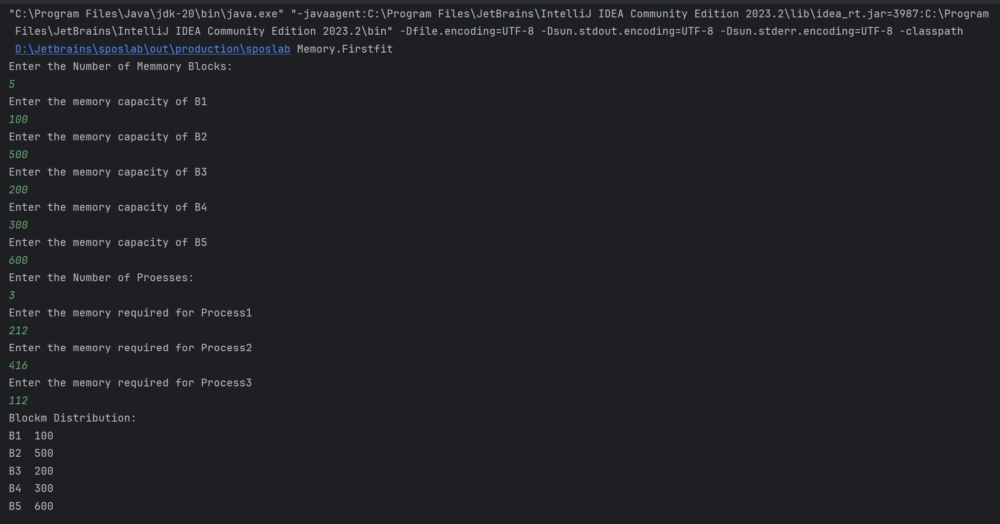 "C:\Program Files\Java\jdk-20\bin\java.exe" "-javaagent:C:\Program Files\JetBrains\IntelliJ IDEA Community Edition 2023.2\lib\idea_rt.jar=3987:C:\Program
Files\JetBrains\IntelliJ IDEA Community Edition 2023.2\bin" -Dfile.encoding=UTF-8 -Dsun.stdout.encoding=UTF-8 -Dsun.stderr.encoding=UTF-8 -classpath
D:\Jetbrains\sposlab\out\production\sposlab Memory.Firstfit
Enter the Number of Memmory Blocks:
5
Enter the memory capacity of B1
100
Enter the memory capacity of B2
500
Enter the memory capacity of B3
200
Enter the memory capacity of B4
300
Enter the memory capacity of B5
600
Enter the Number of Proesses:
3
Enter the memory required for Process1
212
Enter the memory required for Process2
416
Enter the memory required for Process3
112
Blockm Distribution:
B1  100
B2  500
B3  200
B4  300
B5  600